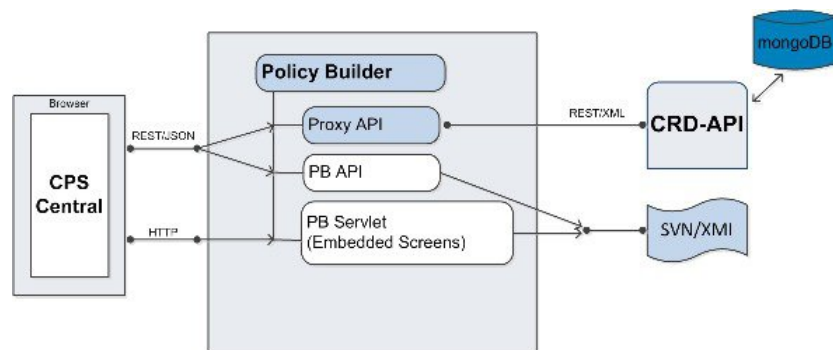 Browser
CPS
Central
REST/JSON
HTTP
Policy Builder
Proxy API
PB API
PB Servlet
(Embedded Screens)
REST/XML
CRD-API
mongoDB
SVN/XMI